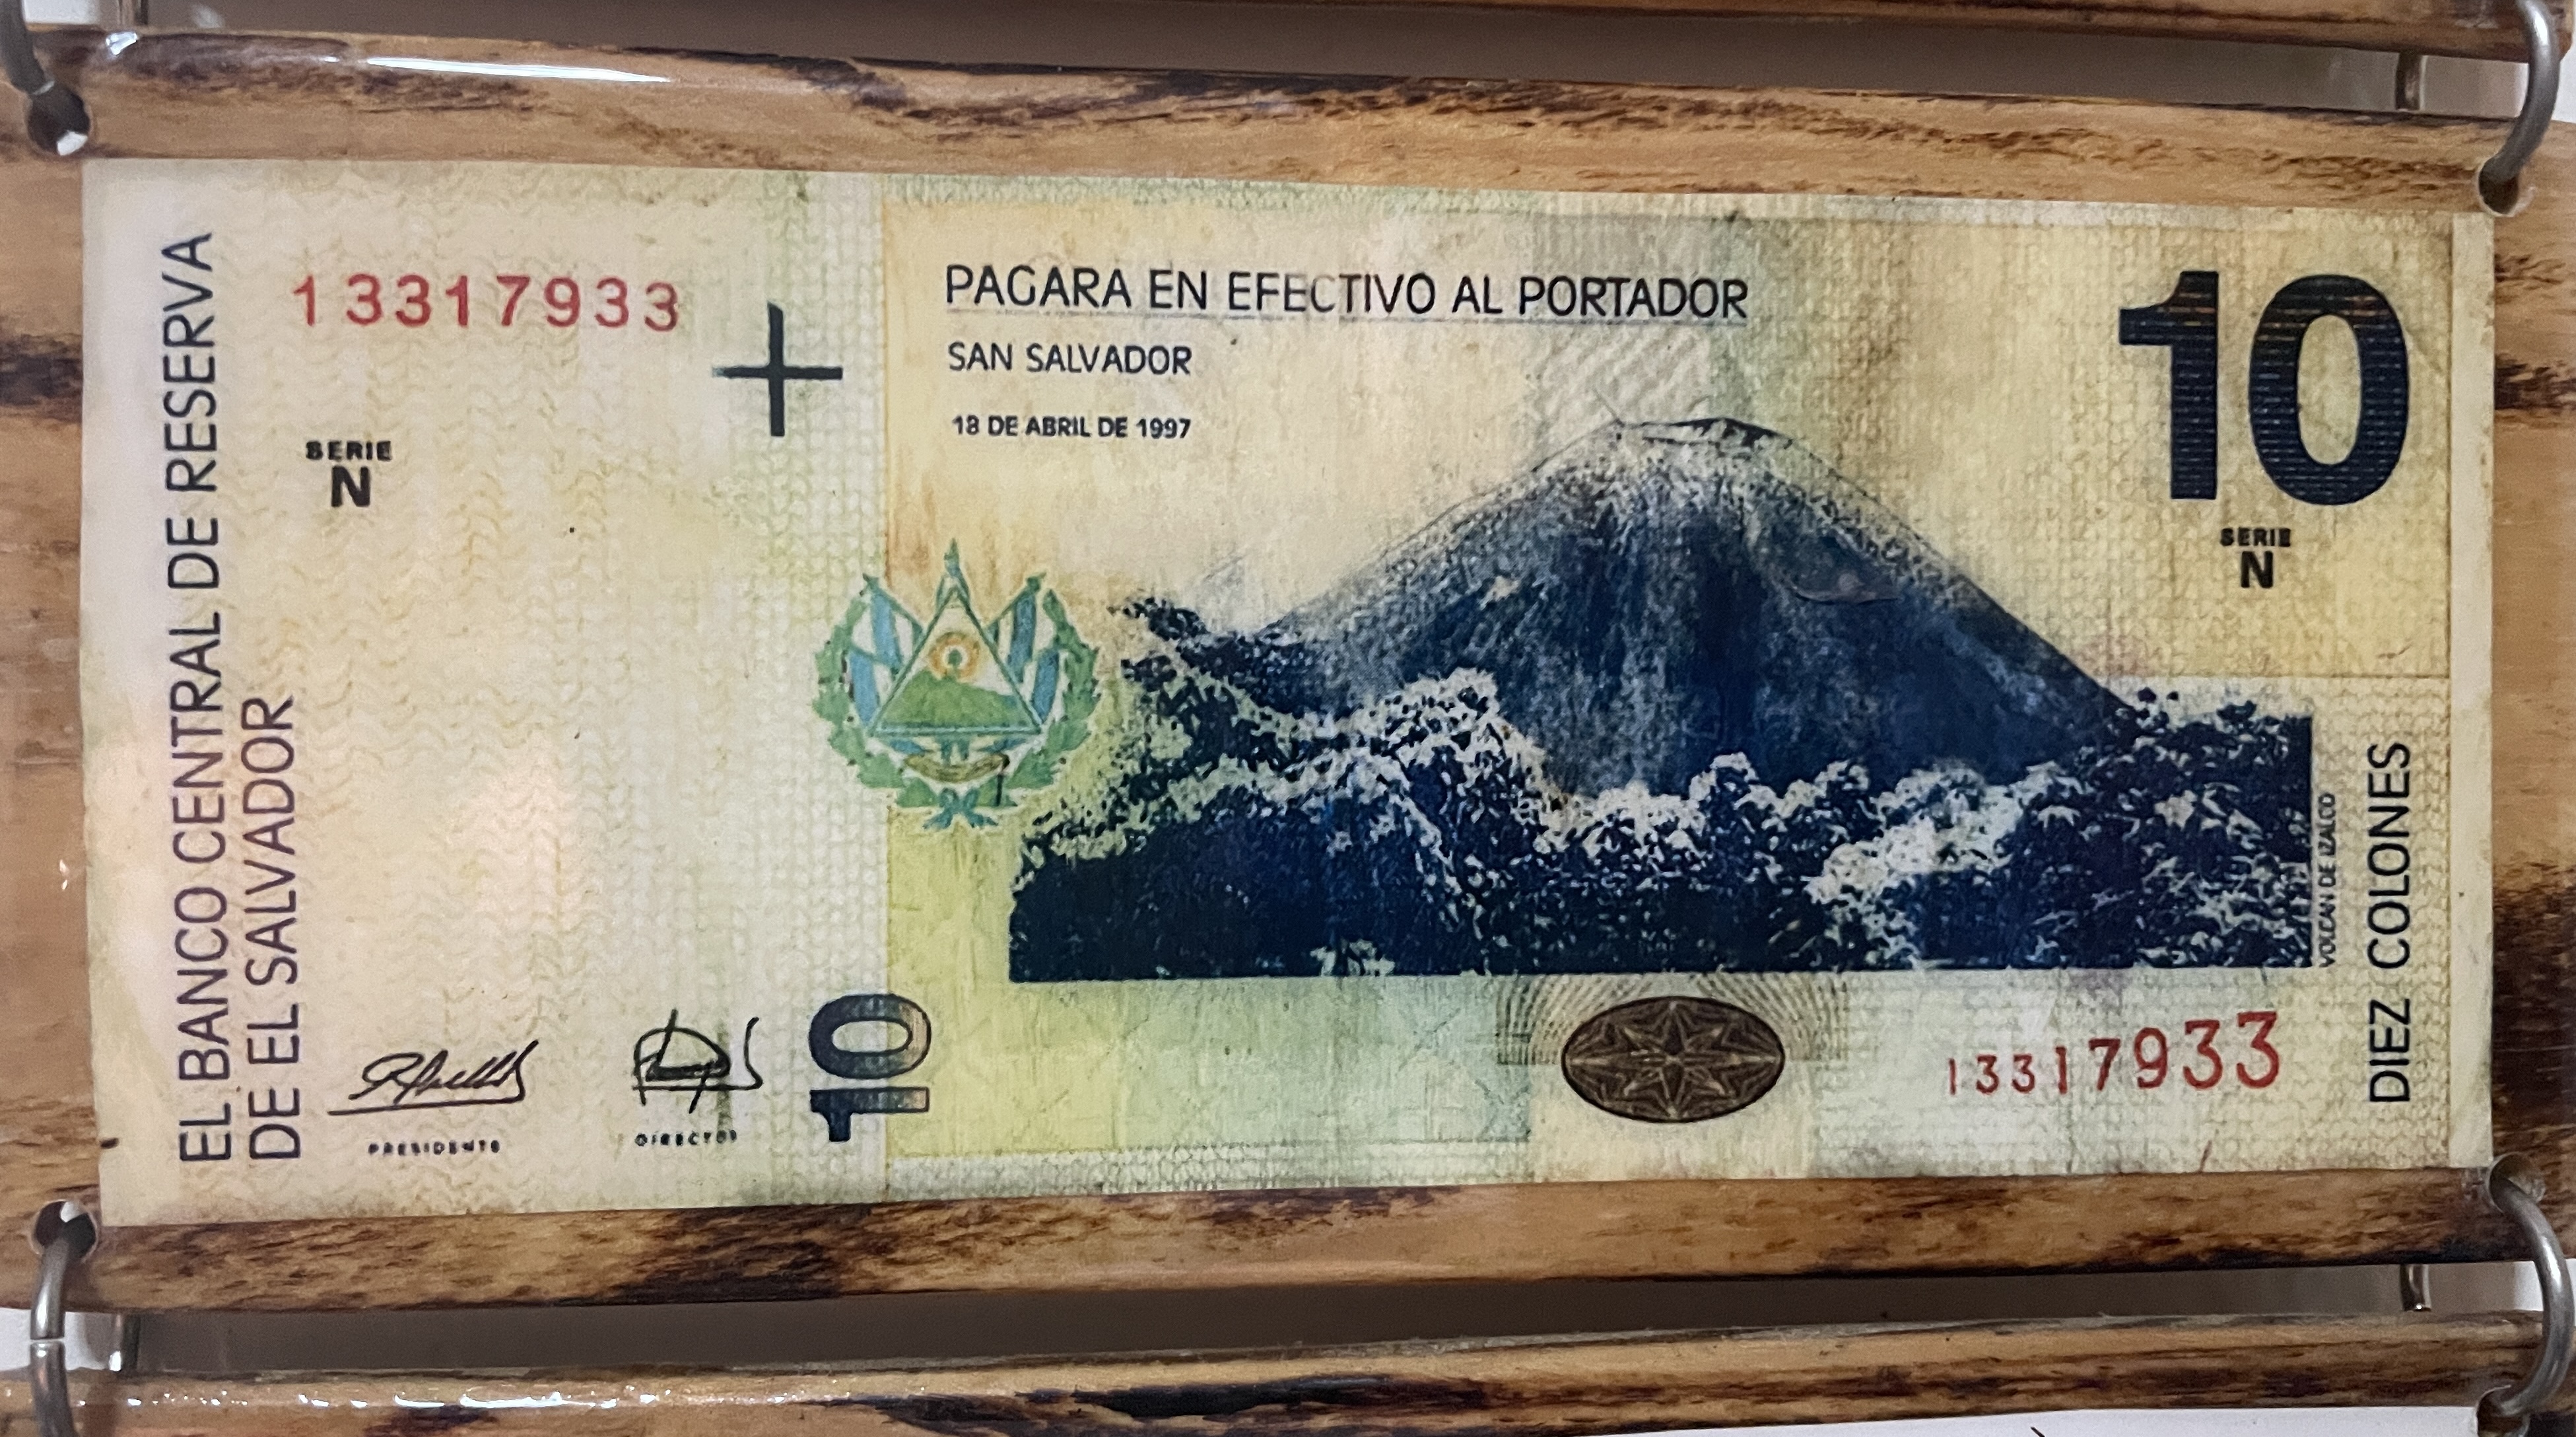 EL BANCO CENTRAL DE RESERVA
DE EL SALVADOR
13317933
SERIE
N
PAGARA EN EFECTIVO AL PORTADOR
SAN SALVADOR
18 DE ABRIL DE 1997
10
SERIE
N
VOLCAN DE IZALCO
DIEZ COLONES
PRESIDENTE
DIRECTOR
10
13317933